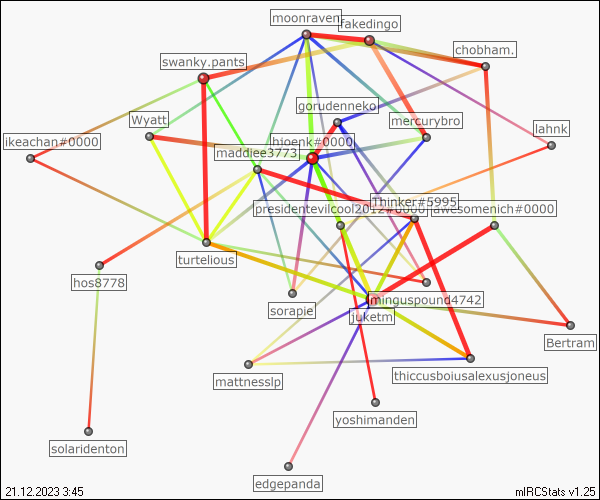 moonraven
fakedingo
chobham.
swanky.pants
gorudenneko
Wyatt
mercurybro
lahnk
ikeachan#0000
hioenk#0000
maddiee3773
Thinker#5995
presidentevilcool2012#0000
awesomenich#0000
turtelious
hos8778
minguspound4742
sorapie
juketm
Bertram
mattnesslp
thiccusboiusalexusjoneus
yoshimanden
solaridenton
edgepanda
21.12.2023 3:45
mIRCStats v1.25